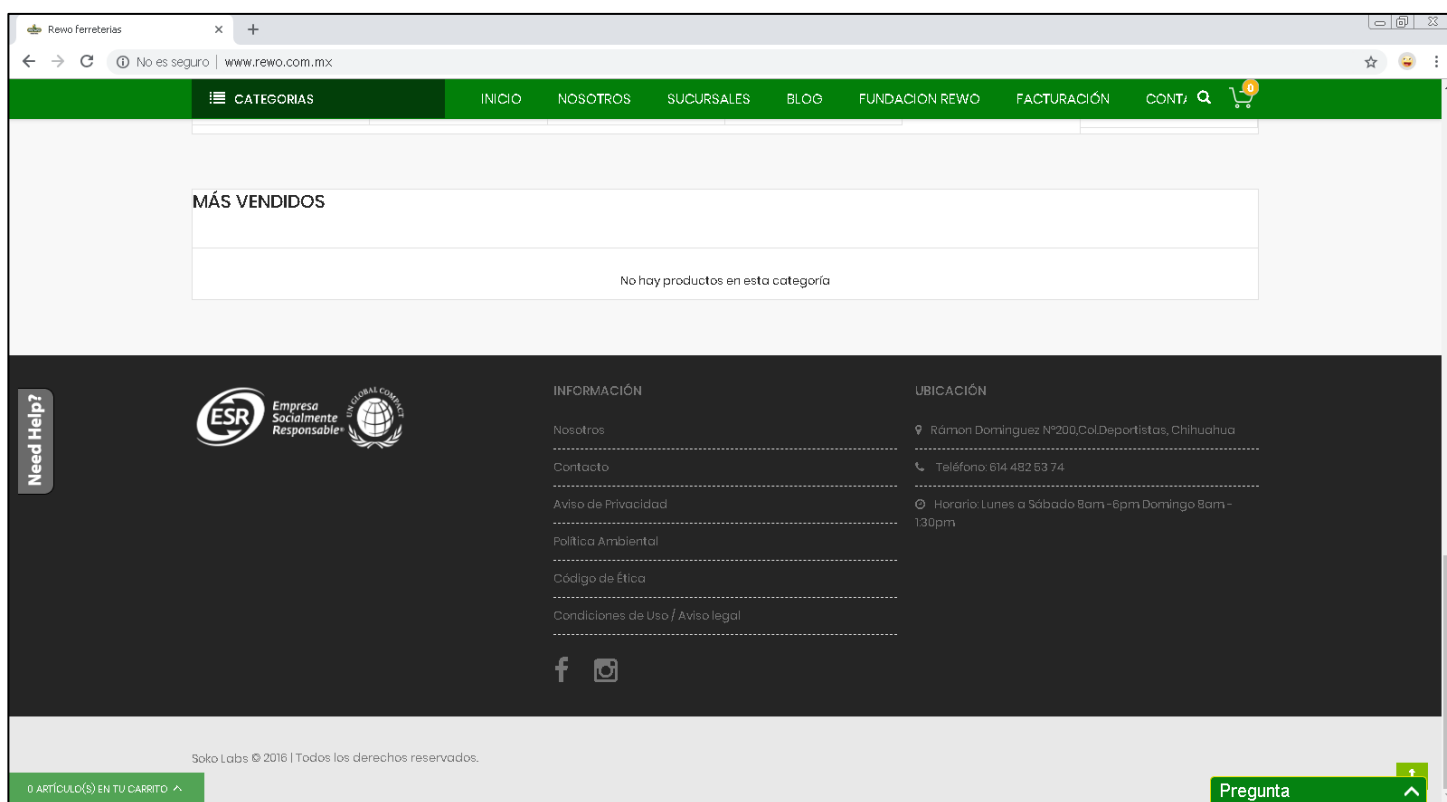 Rewo ferreterias
No es seguro | www.rewo.com.mx
CATEGORIAS INICIO NOSOTROS SUCURSALES BLOG FUNDACION REWO FACTURACIÓN CONTA 0
MÁS VENDIDOS
No hay productos en esta categoría
Need Help?
ESR Empresa
Socialmente
Responsable®
UN GLOBAL COMPACT
INFORMACIÓN
Nosotros
Contacto
Aviso de Privacidad
Política Ambiental
Código de Ética
Condiciones de Uso / Aviso legal
UBICACIÓN
Rámon Dominguez N°200,Col.Deportistas, Chihuahua
Teléfono: 614 482 53 74
Horario: Lunes a Sábado 8am -6pm Domingo 8am -
1:30pm
Soko Labs © 2016 | Todos los derechos reservados.
0 ARTÍCULO(S) EN TU CARRITO
Pregunta